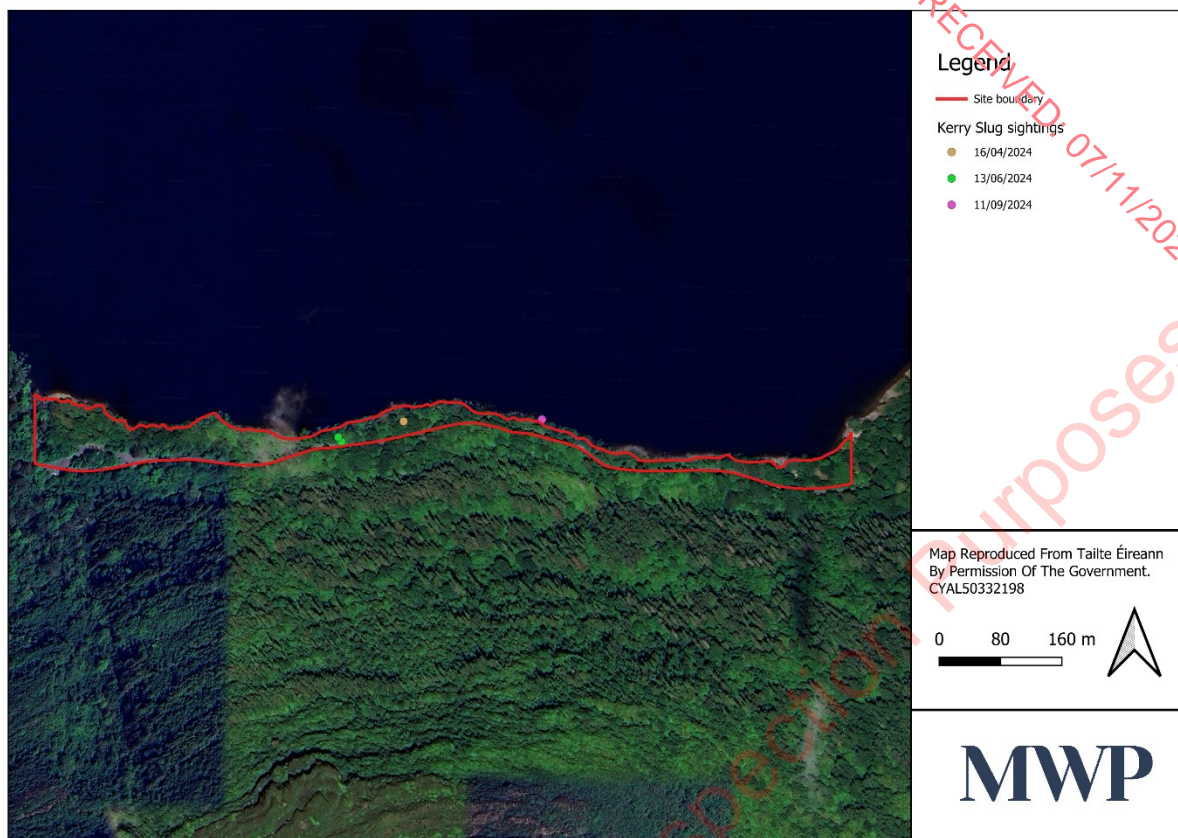 Legend
Site boundary
Kerry Slug sightings
16/04/2024
13/06/2024
11/09/2024
Map Reproduced From Tailte Éireann
By Permission Of The Government.
CYAL50332198
0 80 160 m
MWP
RECEIVED: 07/11/202
Purposes